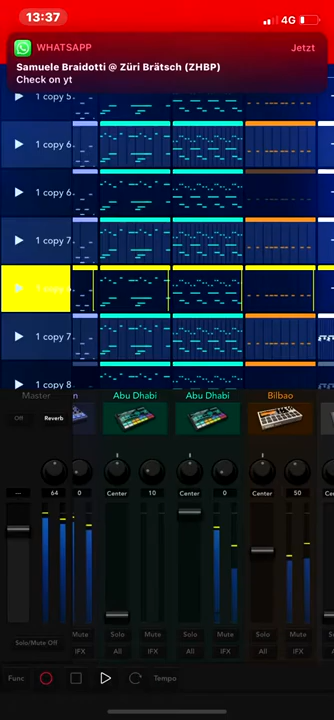 13:37
4G
WHATSAPP
Jetzt
Samuele Braidotti @ Züri Brätsch (ZHBP)
Check on yt
1 copy 5
1 copy 6
1 copy 6
1 copy 7
1 copy 7
1 copy 8
Master
Abu Dhabi
Abu Dhabi
Bilbao
Off
Reverb
--
64
0
Center
10
Center
0
Center
50
Mute
Solo
Mute
Solo
Mute
Solo
Mute
Solo/Mute Off
IFX
All
IFX
All
IFX
All
IFX
Func
Tempo